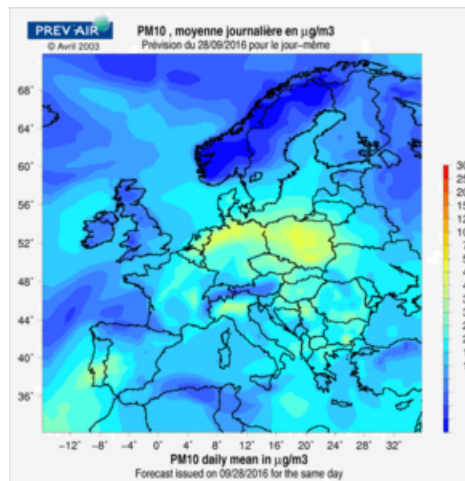 PREV'AIR
© Avril 2003
PM10 , moyenne journalière en µg/m3
Prévision du 28/09/2016 pour le jour-même
68°
64°
60°
56°
52°
48°
44°
40°
36°
−12° −8° −4° 0° 4° 8° 12° 16° 20° 24° 28° 32°
PM10 daily mean in µg/m3
Forecast issued on 09/28/2016 for the same day